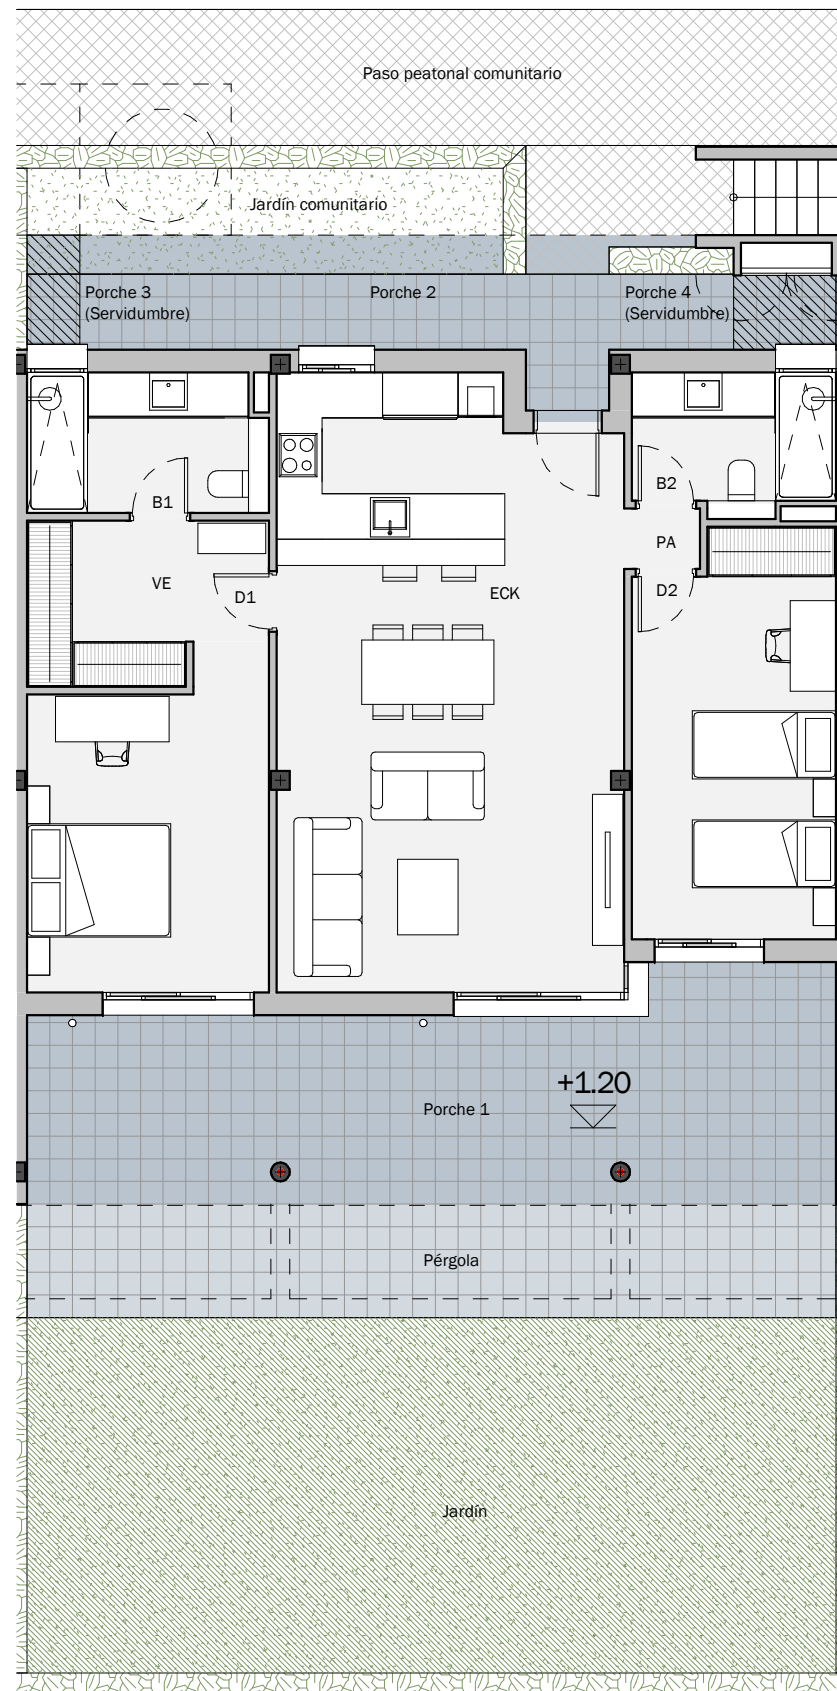 Paso peatonal comunitario
Jardín comunitario
Porche 3
(Servidumbre)
Porche 2
Porche 4
(Servidumbre)
B1
B2
PA
VE
D1
ECK
D2
+1.20
Porche 1
Pérgola
Jardín